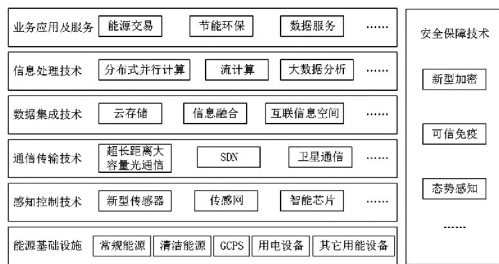 业务应用及服务 能源交易 节能环保 数据服务 ……
信息处理技术 分布式并行计算 流计算 大数据分析 ……
数据集成技术 云存储 信息融合 互联信息空间 ……
通信传输技术 超长距离大容量光通信 SDN 卫星通信 ……
感知控制技术 新型传感器 传感网 智能芯片 ……
能源基础设施 常规能源 清洁能源 GCPS 用电设备 其它用能设备
安全保障技术
新型加密
可信免疫
态势感知
……